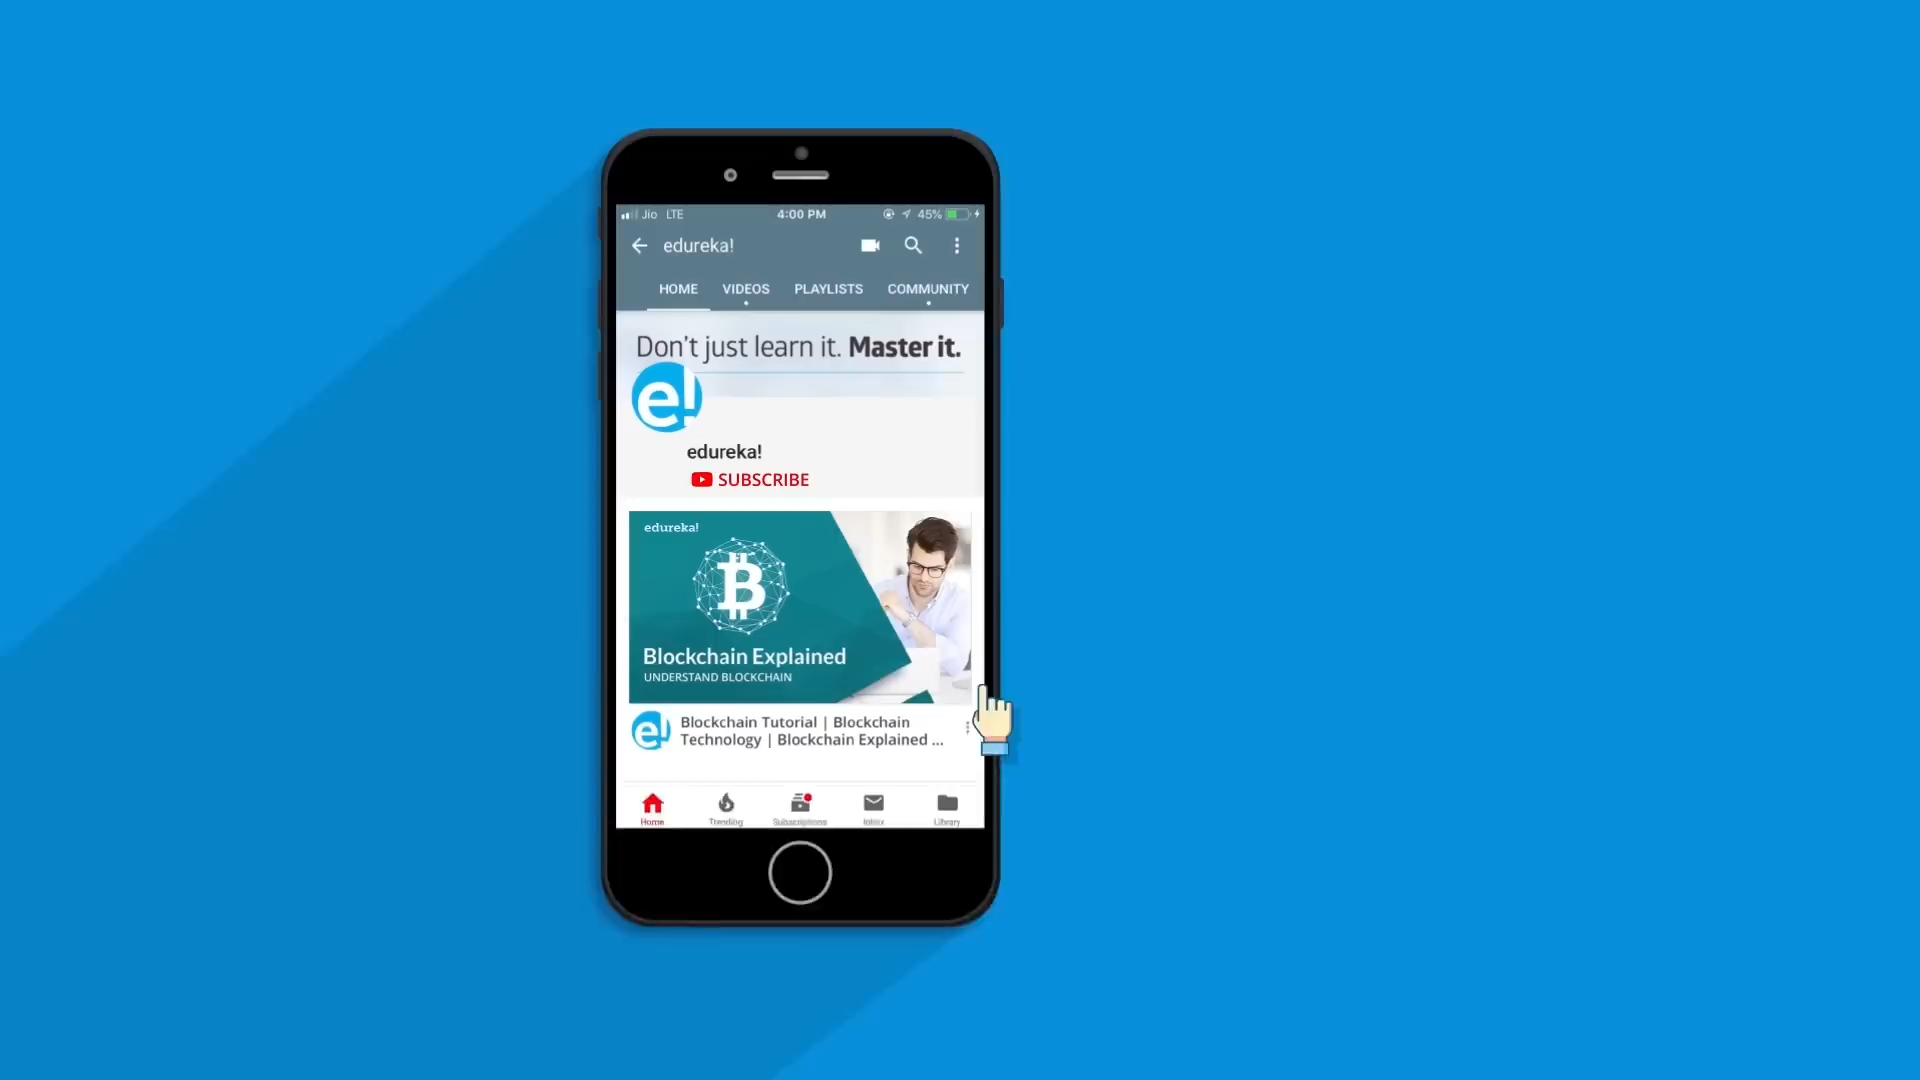 Jio LTE 4:00 PM 45%
edureka!
HOME VIDEOS PLAYLISTS COMMUNITY
Don't just learn it. Master it.
e!
edureka!
SUBSCRIBE
edureka!
B
Blockchain Explained
UNDERSTAND BLOCKCHAIN
e!
Blockchain Tutorial | Blockchain
Technology | Blockchain Explained ...
Home Trending Subscriptions Inbox Library